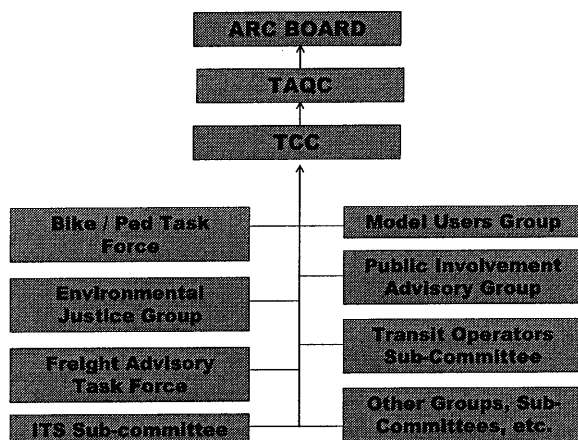 ARC BOARD
TAQC
TCC
Bike / Ped Task
Force
Environmental
Justice Group
Freight Advisory
Task Force
ITS Sub-committee
Model Users Group
Public Involvement
Advisory Group
Transit Operators
Sub-Committee
Other Groups, Sub-
Committees, etc.